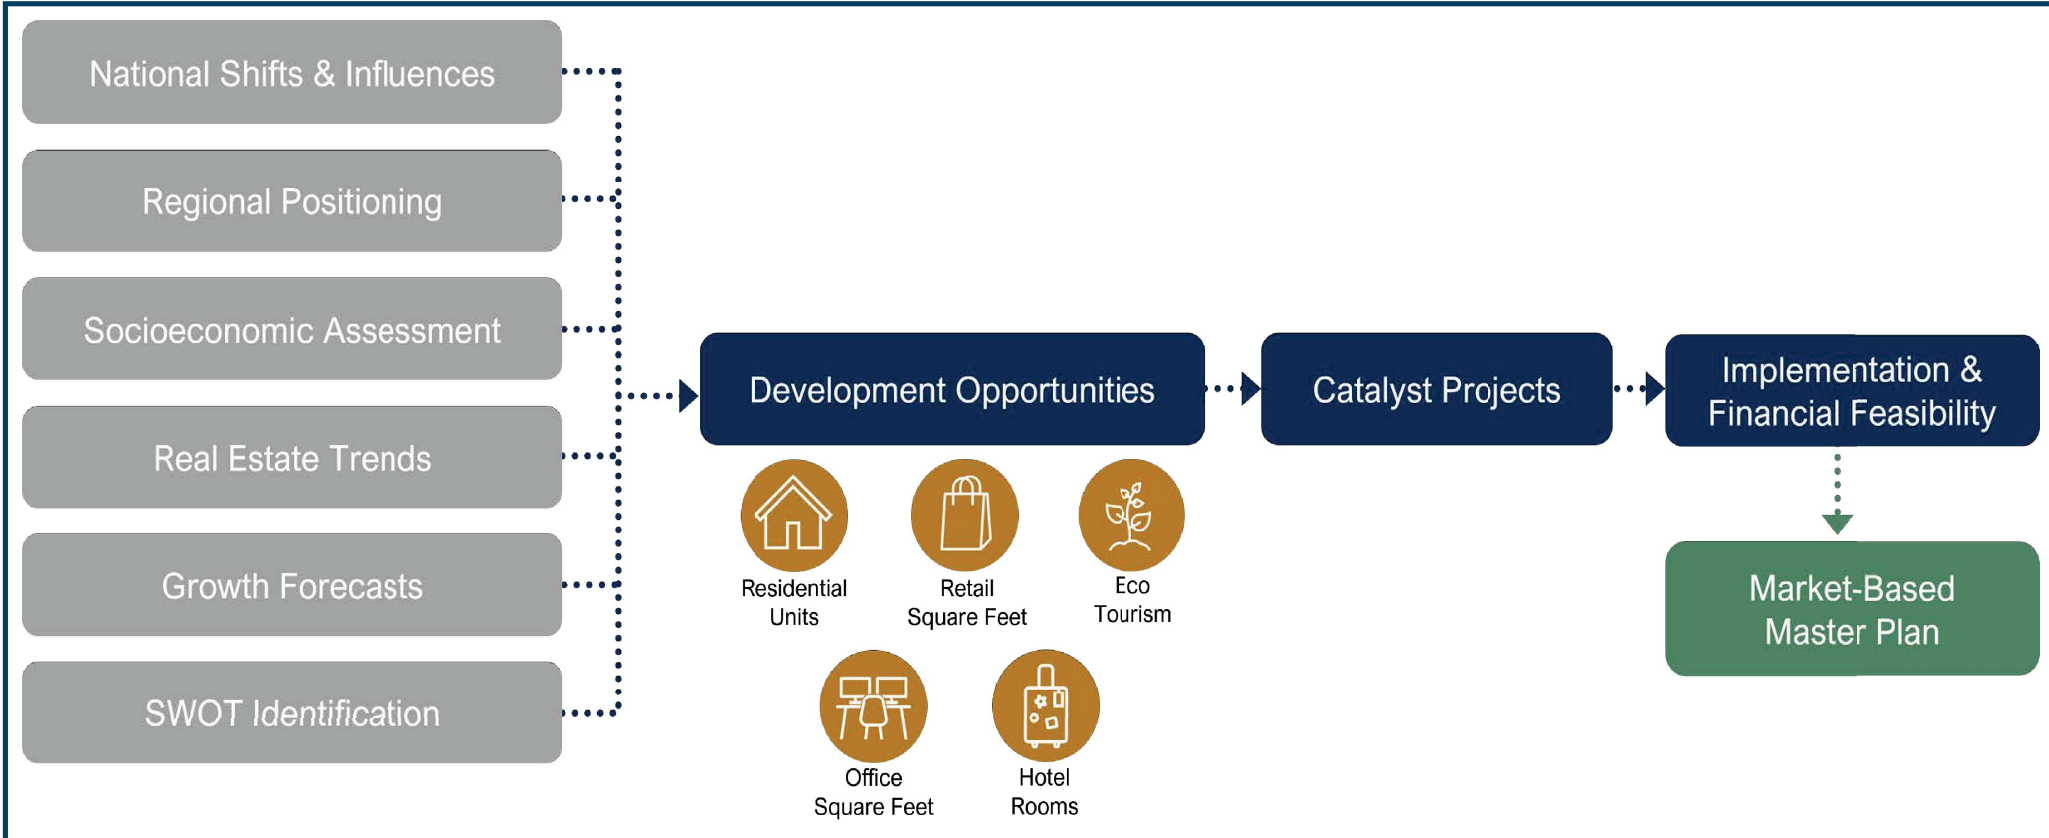 National Shifts & Influences
Regional Positioning
Socioeconomic Assessment
Real Estate Trends
Growth Forecasts
SWOT Identification
Development Opportunities
Residential
Units
Retail
Square Feet
Eco
Tourism
Office
Square Feet
Hotel
Rooms
Catalyst Projects
Implementation &
Financial Feasibility
Market-Based
Master Plan